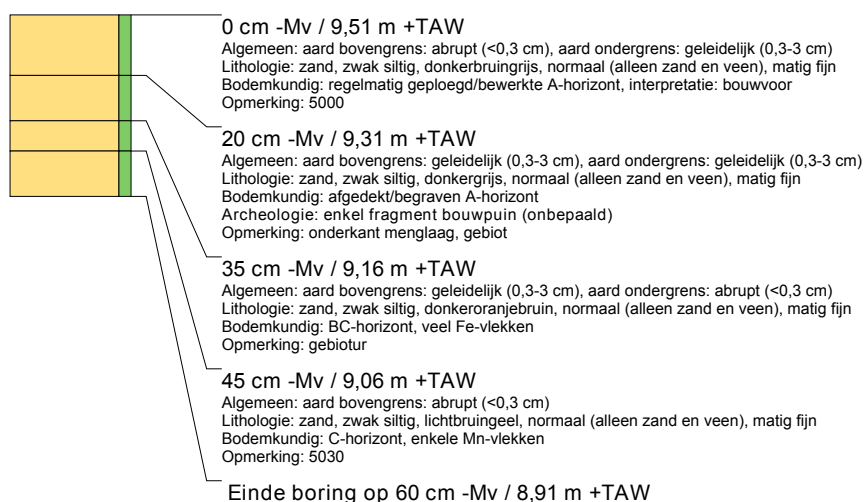 0 cm -Mv / 9,51 m +TAW
Algemeen: aard bovengrens: abrupt (<0,3 cm), aard ondergrens: geleidelijk (0,3-3 cm)
Lithologie: zand, zwak siltig, donkerbruingrijs, normaal (alleen zand en veen), matig fijn
Bodemkundig: regelmatig geploegd/bewerkte A-horizont, interpretatie: bouwvoor
Opmerking: 5000
20 cm -Mv / 9,31 m +TAW
Algemeen: aard bovengrens: geleidelijk (0,3-3 cm), aard ondergrens: geleidelijk (0,3-3 cm)
Lithologie: zand, zwak siltig, donkergrijs, normaal (alleen zand en veen), matig fijn
Bodemkundig: afgedekt/begraven A-horizont
Archeologie: enkel fragment bouwpuin (onbepaald)
Opmerking: onderkant menglaag, gebiot
35 cm -Mv / 9,16 m +TAW
Algemeen: aard bovengrens: geleidelijk (0,3-3 cm), aard ondergrens: abrupt (<0,3 cm)
Lithologie: zand, zwak siltig, donkeroranjebruin, normaal (alleen zand en veen), matig fijn
Bodemkundig: BC-horizont, veel Fe-vlekken
Opmerking: gebiotur
45 cm -Mv / 9,06 m +TAW
Algemeen: aard bovengrens: abrupt (<0,3 cm)
Lithologie: zand, zwak siltig, lichtbruingeel, normaal (alleen zand en veen), matig fijn
Bodemkundig: C-horizont, enkele Mn-vlekken
Opmerking: 5030
Einde boring op 60 cm -Mv / 8,91 m +TAW